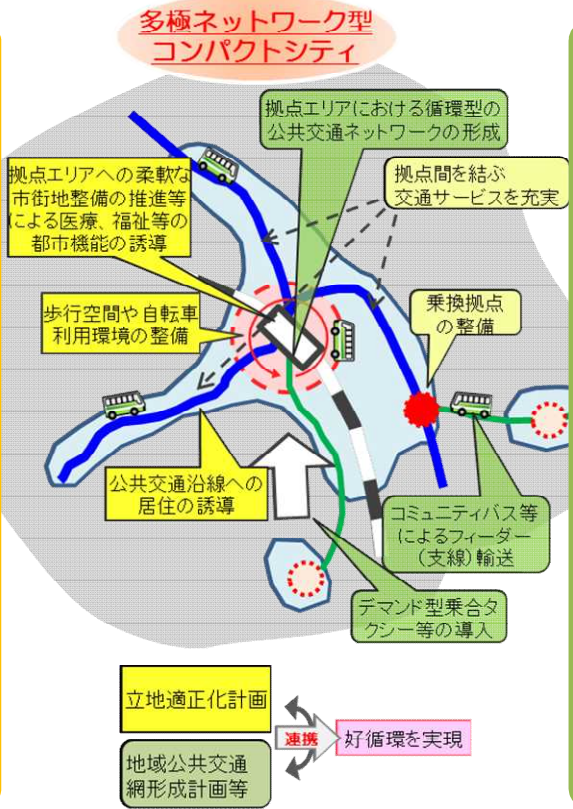 多極ネットワーク型
コンパクトシティ
拠点エリアにおける循環型の
公共交通ネットワークの形成
拠点エリアへの柔軟な
市街地整備の推進等
による医療、福祉等の
都市機能の誘導
拠点間を結ぶ
交通サービスを充実
歩行空間や自転車
利用環境の整備
乗換拠点
の整備
公共交通沿線への
居住の誘導
コミュニティバス等
によるフィーダー
（支線）輸送
デマンド型乗合タ
クシー等の導入
立地適正化計画
連携
好循環を実現
地域公共交通
網形成計画等